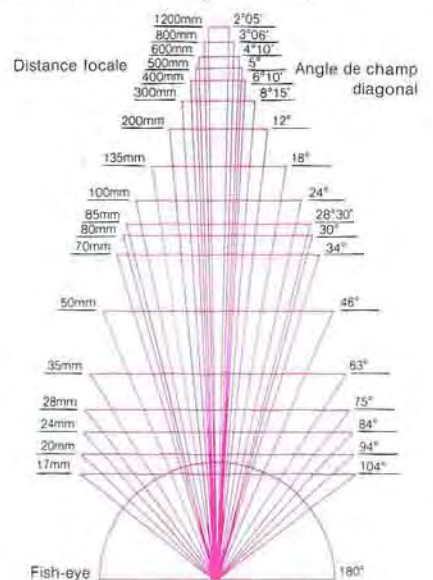 1200mm 2°05'
800mm 3°06'
600mm 4°10'
Distance focale 500mm 5° Angle de champ
400mm 6°10' diagonal
300mm 8°15'
200mm 12°
135mm 18°
100mm 24°
85mm 28°30'
80mm 30°
70mm 34°
50mm 46°
35mm 63°
28mm 75°
24mm 84°
20mm 94°
17mm 104°
Fish-eye 180°